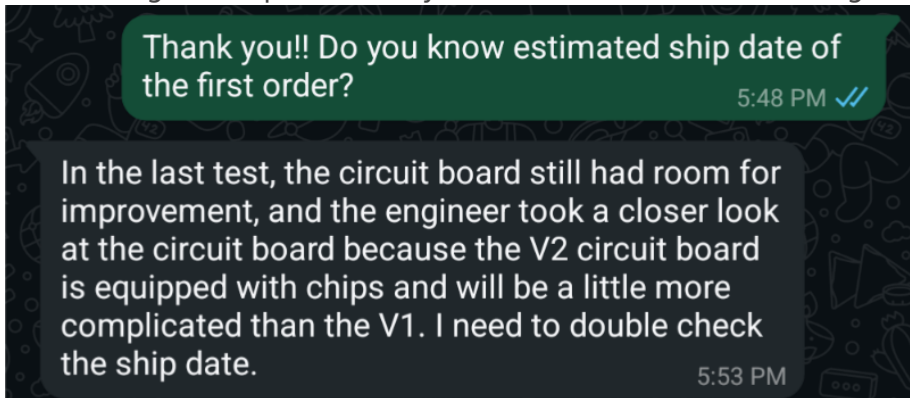 Thank you!! Do you know estimated ship date of
the first order?
5:48 PM
In the last test, the circuit board still had room for
improvement, and the engineer took a closer look
at the circuit board because the V2 circuit board
is equipped with chips and will be a little more
complicated than the V1. I need to double check
the ship date.
5:53 PM